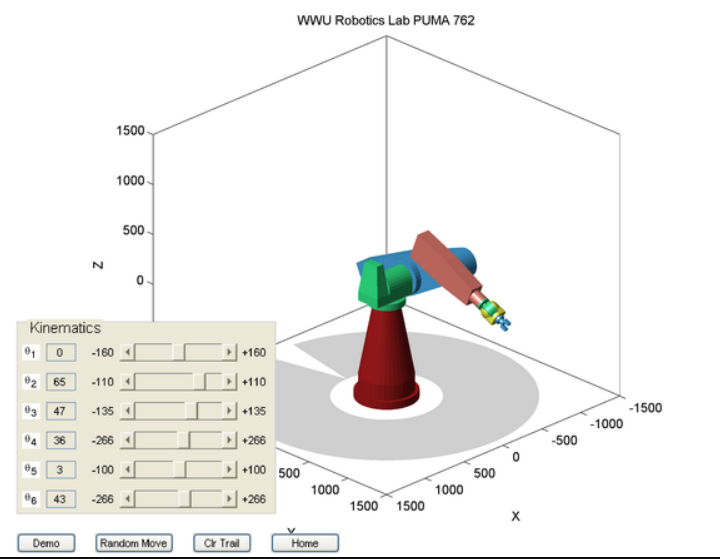 WWU Robotics Lab PUMA 762
1500
1000
500
0
Z
Kinematics
θ1 0 -160 +160
θ2 65 -110 +110
θ3 47 -135 +135
θ4 36 -266 +266
θ5 3 -100 +100
θ6 43 -266 +266
500
1000
1500
1500
1000
500
0
-500
-1000
-1500
X
Demo
Random Move
Clr Trail
Home